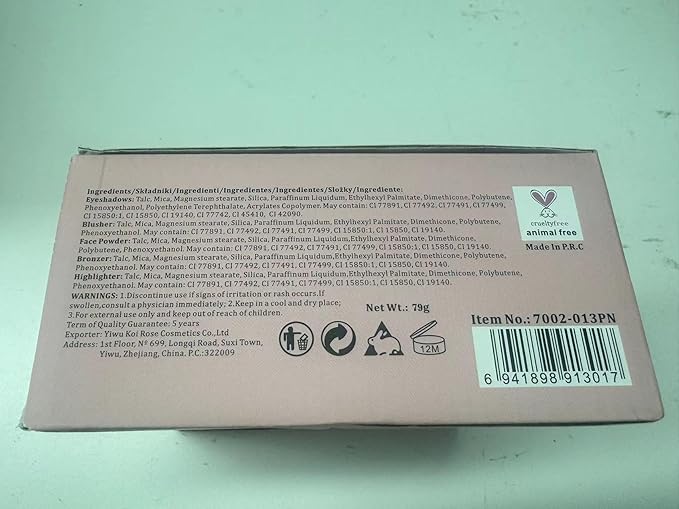 Ingredients/Składniki/Ingredienti/Ingredientes/Ingrediente/Složky/Ingrediente:
Eyeshadows: Talc, Mica, Magnesium stearate, Silica, Paraffinum Liquidum, Ethylhexyl Palmitate, Dimethicone, Polybutene,
Phenoxyethanol, Polyethylene Terephthalate, Acrylates Copolymer. May contain: CI 77891, CI 77492, CI 77491, CI 77499,
CI 15850:1, CI 15850, CI 19140, CI 77742, CI 45410, CI 42090.
Blusher: Talc, Mica, Magnesium stearate, Silica, Paraffinum Liquidum, Ethylhexyl Palmitate, Dimethicone, Polybutene,
Phenoxyethanol. May contain: CI 77891, CI 77492, CI 77491, CI 77499, CI 15850:1, CI 15850, CI 19140.
Face Powder: Talc, Mica, Magnesium stearate, Silica, Paraffinum Liquidum, Ethylhexyl Palmitate, Dimethicone,
Polybutene, Phenoxyethanol. May contain: CI 77891, CI 77492, CI 77491, CI 77499, CI 15850:1, CI 15850, CI 19140.
Bronzer: Talc, Mica, Magnesium stearate, Silica, Paraffinum Liquidum, Ethylhexyl Palmitate, Dimethicone, Polybutene,
Phenoxyethanol. May contain: CI 77891, CI 77492, CI 77491, CI 77499, CI 15850:1, CI 15850, CI 19140.
Highlighter: Talc, Mica, Magnesium stearate, Silica, Paraffinum Liquidum, Ethylhexyl Palmitate, Dimethicone, Polybutene,
Phenoxyethanol. May contain: CI 77891, CI 77492, CI 77491, CI 77499, CI 15850:1, CI 15850, CI 19140.
WARNINGS: 1.Discontinue use if signs of irritation or rash occurs.If
swollen,consult a physician immediately; 2.Keep in a cool and dry place;
3.For external use only and keep out of reach of children.
Term of Quality Guarantee: 5 years
Exporter: Yiwu Koi Rose Cosmetics Co.,Ltd
Address: 1st Floor, Nº 699, Longqi Road, Suxi Town,
Yiwu, Zhejiang, China. P.C.:322009
Net Wt.: 79g
12M
crueltyfree
animal free
Made In P.R.C
Item No.: 7002-013PN
6 941898 913017